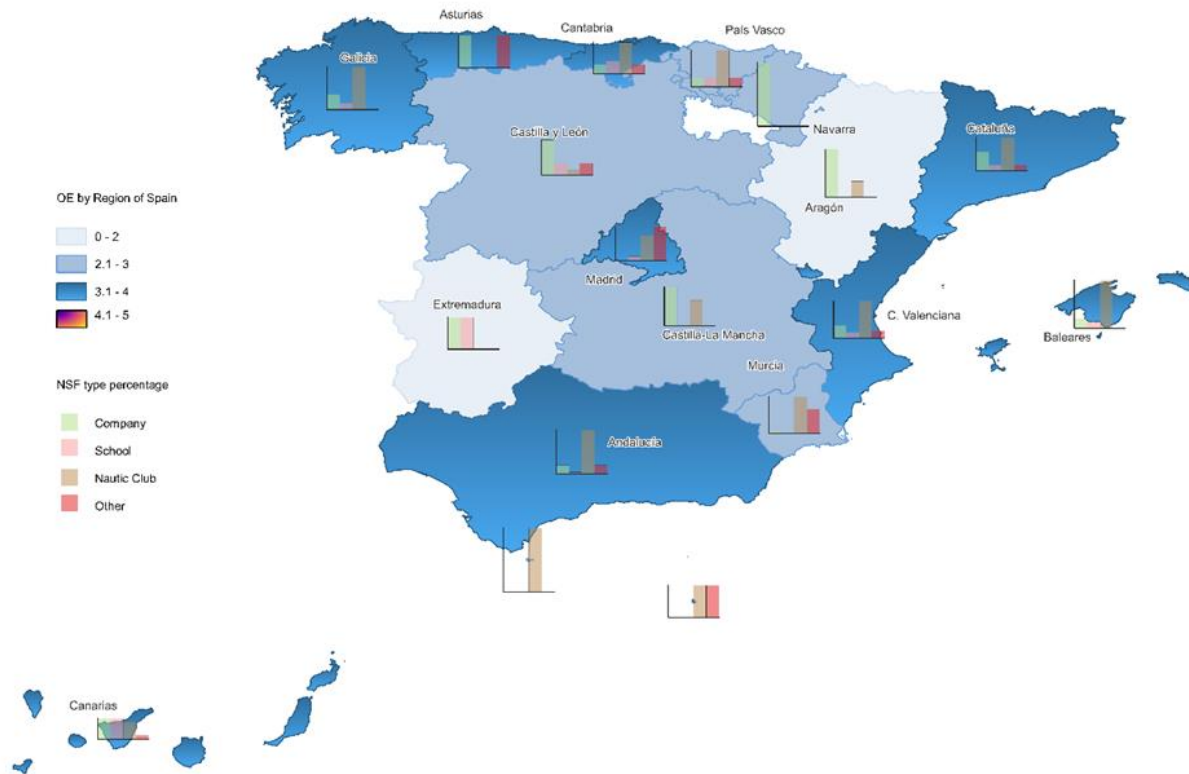 Asturias
Cantabria
País Vasco
Galicia
Navarra
Castilla y León
Cataluña
OE by Region of Spain
0 - 2
2.1 - 3
3.1 - 4
4.1 - 5
Aragón
Madrid
Extremadura
Castilla-La Mancha
C. Valenciana
Baleares
Murcia
NSF type percentage
Company
School
Nautic Club
Other
Andalucía
Canarias